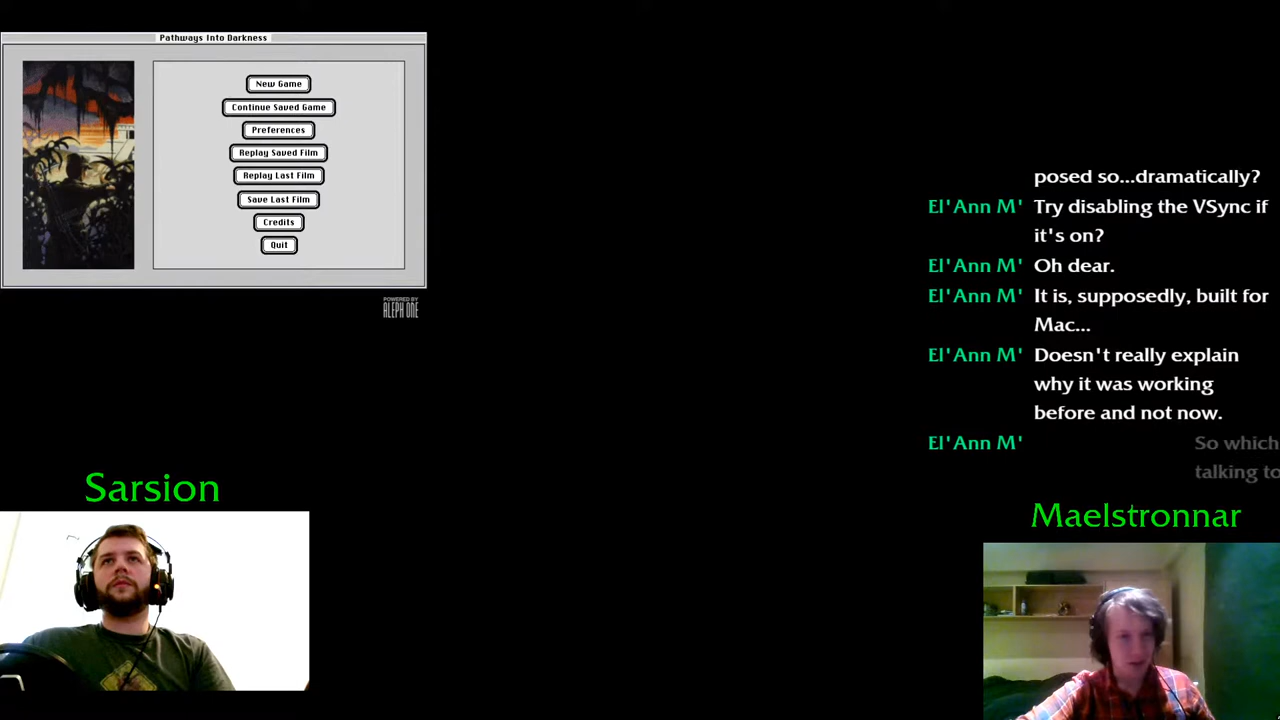 Pathways Into Darkness
New Game
Continue Saved Game
Preferences
Replay Saved Film
Replay Last Film
Save Last Film
Credits
Quit
POWERED BY
ALEPH ONE
posed so...dramatically?
El'Ann M' Try disabling the VSync if
it's on?
El'Ann M' Oh dear.
El'Ann M' It is, supposedly, built for
Mac...
El'Ann M' Doesn't really explain
why it was working
before and not now.
El'Ann M' So which
talking to
Sarsion
Maelstronnar